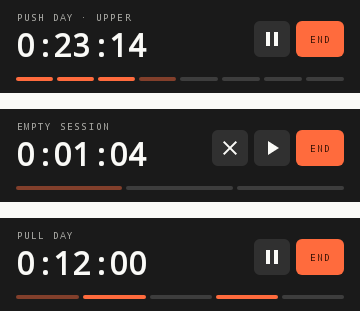 PUSH DAY · UPPER
0:23:14
END
EMPTY SESSION
0:01:04
END
PULL DAY
0:12:00
END